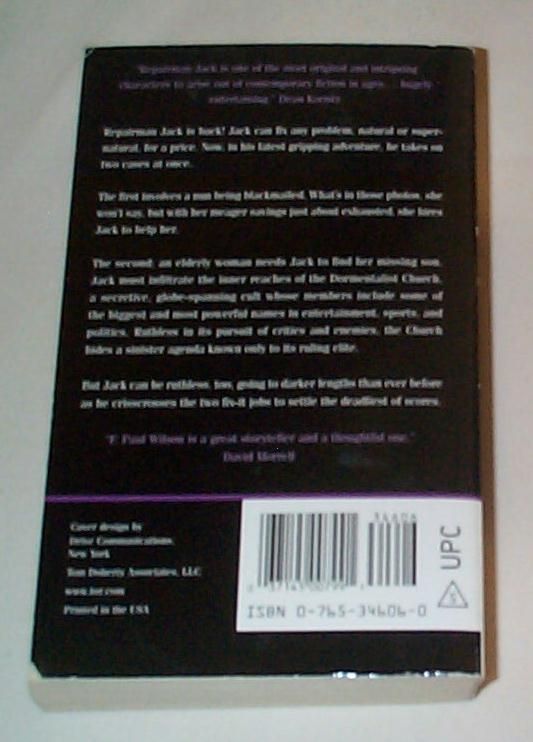 "Repairman Jack is one of the most original and intriguing
characters to arise out of contemporary fiction in ages . . . hugely
entertaining." Dean Koontz
Repairman Jack is back! Jack can fix any problem, natural or super-
natural, for a price. Now, in his latest gripping adventure, he takes on
two cases at once.
The first involves a nun being blackmailed. What's in those photos, she
won't say, but with her meager savings just about exhausted, she hires
Jack to help her.
The second: an elderly woman needs Jack to find her missing son.
Jack must infiltrate the inner reaches of the Dormentalist Church,
a secretive, globe-spanning cult whose members include some of
the biggest and most powerful names in entertainment, sports, and
politics. Ruthless in its pursuit of critics and enemies, the Church
hides a sinister agenda known only to its ruling elite.
But Jack can be ruthless, too, going to darker lengths than ever before
as he crisscrosses the two fix-it jobs to settle the deadliest of scores.
"F. Paul Wilson is a great storyteller and a thoughtful one."
David Morrell
Cover design by
Drive Communications,
New York
Tom Doherty Associates, LLC
www.tor.com
Printed in the USA
34606
ISBN 0-765-34606-0
UPC
S